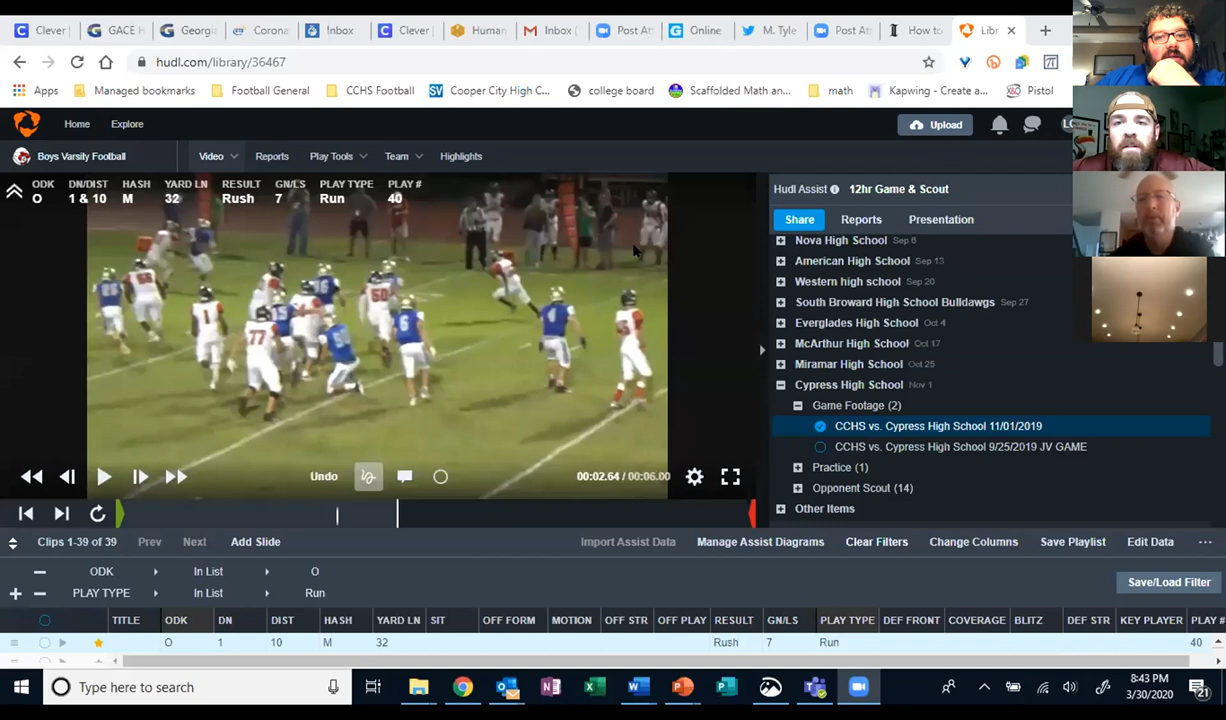 Clever GACE H Georgi Corona Inbox Clever Human Inbox ( Post At Online M. Tyle Post At How to Libr
hudl.com/library/36467
Apps Managed bookmarks Football General CCHS Football SV Cooper City High C... college board Scaffolded Math an... math Kapwing - Create a Pistol
Home Explore Upload
Boys Varsity Football Video Reports Play Tools Team Highlights
ODK DN/DIST HASH YARD LN RESULT GN/LS PLAY TYPE PLAY #
O 1 & 10 M 32 Rush 7 Run 40
Hudl Assist 12hr Game & Scout
Share Reports Presentation
Nova High School Sep 6
American High School Sep 13
Western high school Sep 20
South Broward High School Bulldawgs Sep 27
Everglades High School Oct 4
McArthur High School Oct 17
Miramar High School Oct 25
Cypress High School Nov 1
Game Footage (2)
CCHS vs. Cypress High School 11/01/2019
CCHS vs. Cypress High School 9/25/2019 JV GAME
Practice (1)
Opponent Scout (14)
Other Items
Undo 00:02.64 / 00:06.00
Clips 1-39 of 39 Prev Next Add Slide Import Assist Data Manage Assist Diagrams Clear Filters Change Columns Save Playlist Edit Data ...
ODK In List O
PLAY TYPE In List Run
Save/Load Filter
TITLE ODK DN DIST HASH YARD LN SIT OFF FORM MOTION OFF STR OFF PLAY RESULT GN/LS PLAY TYPE DEF FRONT COVERAGE BLITZ DEF STR KEY PLAYER PLAY #
O 1 10 M 32 Rush 7 Run 40
Type here to search
8:43 PM
3/30/2020
21